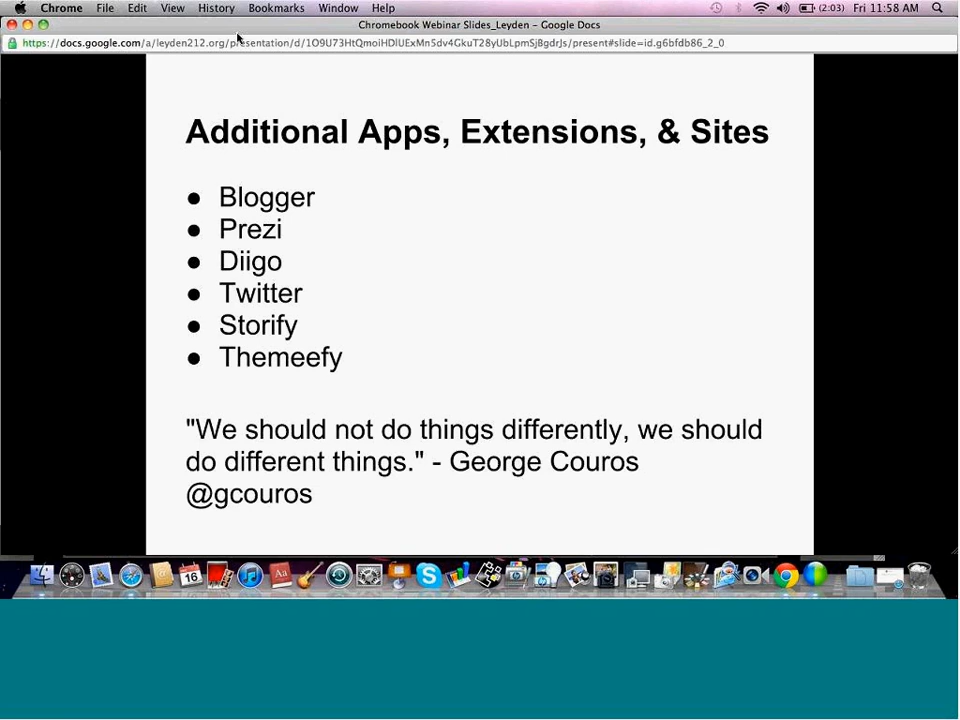 Chrome File Edit View History Bookmarks Window Help (2:03) Fri 11:58 AM
Chromebook Webinar Slides_Leyden - Google Docs
https://docs.google.com/a/leyden212.org/presentation/d/1O9U73HtQmoiHDlUExMn5dv4GkuT28yUbLpmSjBgdrJs/present#slide=id.g6bfdb86_2_0
Additional Apps, Extensions, & Sites
● Blogger
● Prezi
● Diigo
● Twitter
● Storify
● Themeefy
"We should not do things differently, we should
do different things." - George Couros
@gcouros
16
Aa